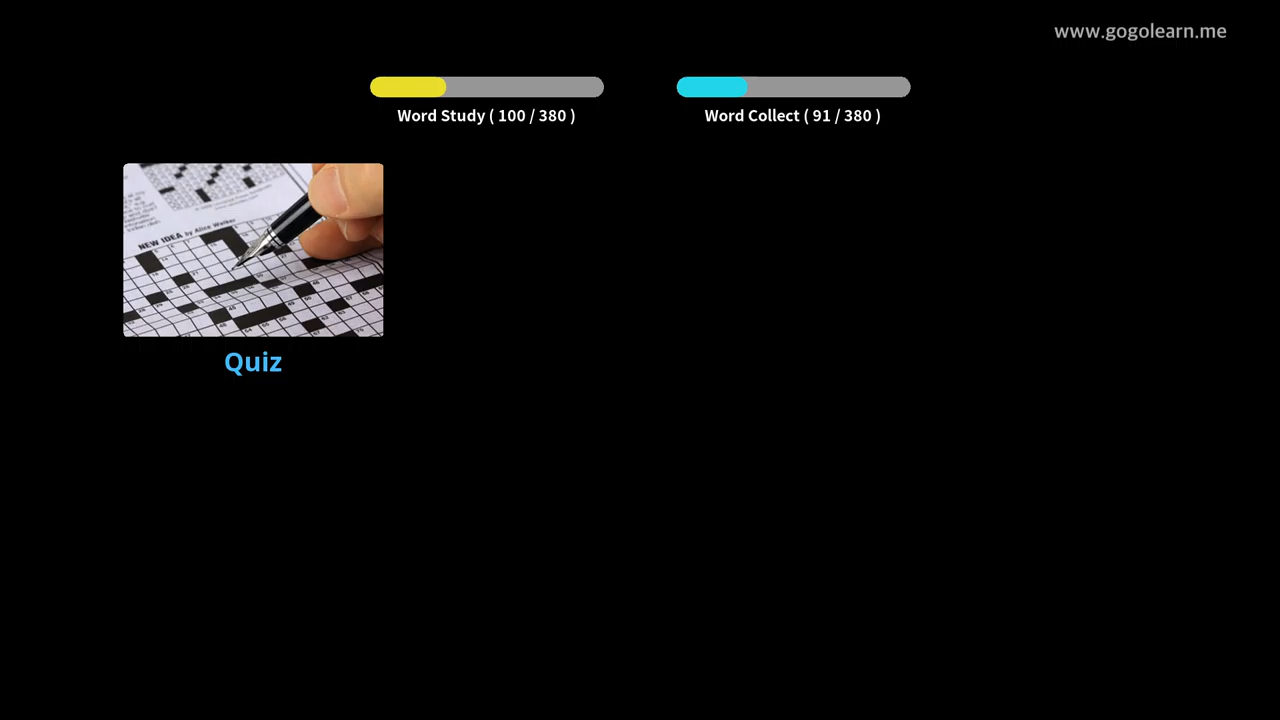 www.gogolearn.me
Word Study ( 100 / 380 )
Word Collect ( 91 / 380 )
NEW IDEA by Alice Walker
Quiz